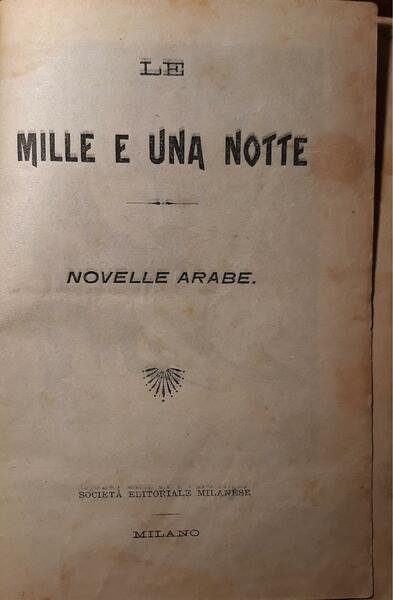 LE
MILLE E UNA NOTTE
NOVELLE ARABE.
SOCIETÀ EDITORIALE MILANESE
MILANO